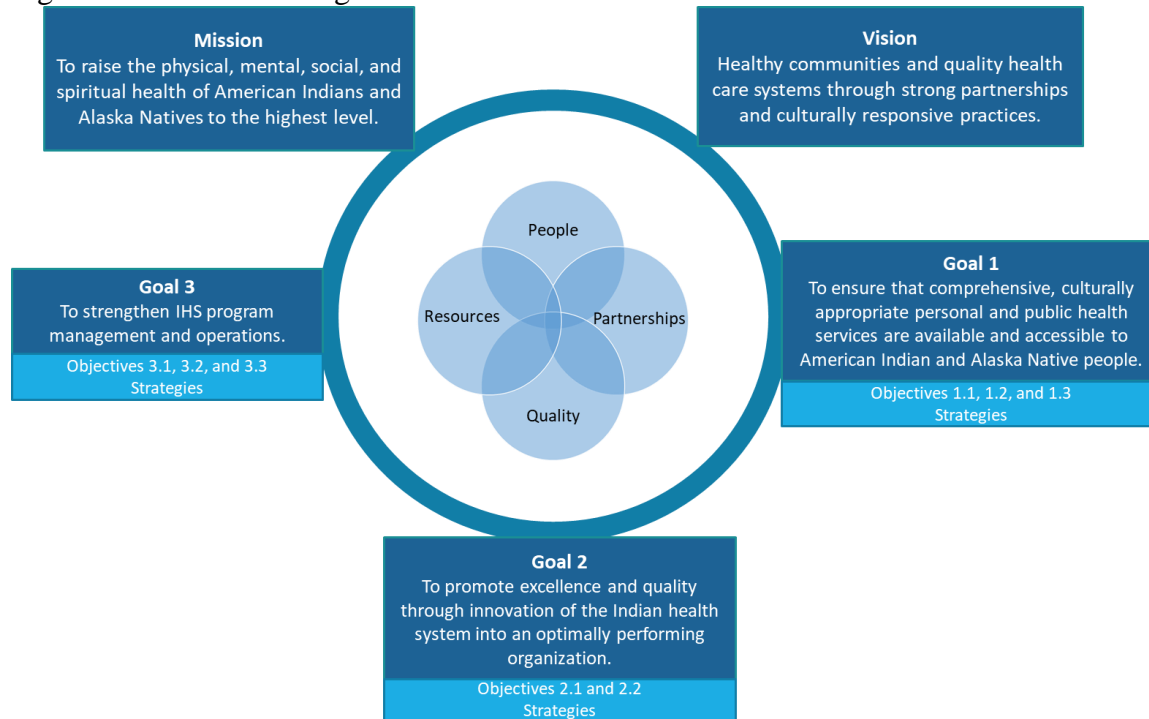 Mission
To raise the physical, mental, social, and
spiritual health of American Indians and
Alaska Natives to the highest level.
Vision
Healthy communities and quality health
care systems through strong partnerships
and culturally responsive practices.
People
Resources
Partnerships
Quality
Goal 3
To strengthen IHS program
management and operations.
Objectives 3.1, 3.2, and 3.3
Strategies
Goal 1
To ensure that comprehensive, culturally
appropriate personal and public health
services are available and accessible to
American Indian and Alaska Native people.
Objectives 1.1, 1.2, and 1.3
Strategies
Goal 2
To promote excellence and quality
through innovation of the Indian health
system into an optimally performing
organization.
Objectives 2.1 and 2.2
Strategies